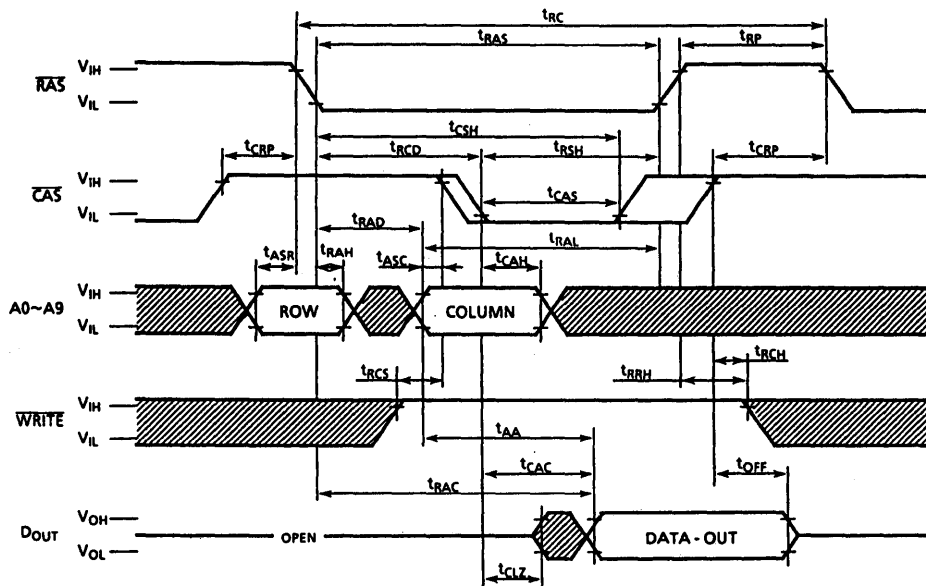 tRC
tRAS
tRP
RAS
VIH
VIL
tCSH
tCRP
tRCD
tRSH
tCRP
CAS
VIH
VIL
tCAS
tRAD
tRAL
tASR
tRAH
tASC
tCAH
A0~A9
VIH
VIL
ROW
COLUMN
tRCS
tRRH
tRCH
WRITE
VIH
VIL
tAA
tCAC
tOFF
tRAC
DOUT
VOH
VOL
OPEN
DATA - OUT
tCLZ